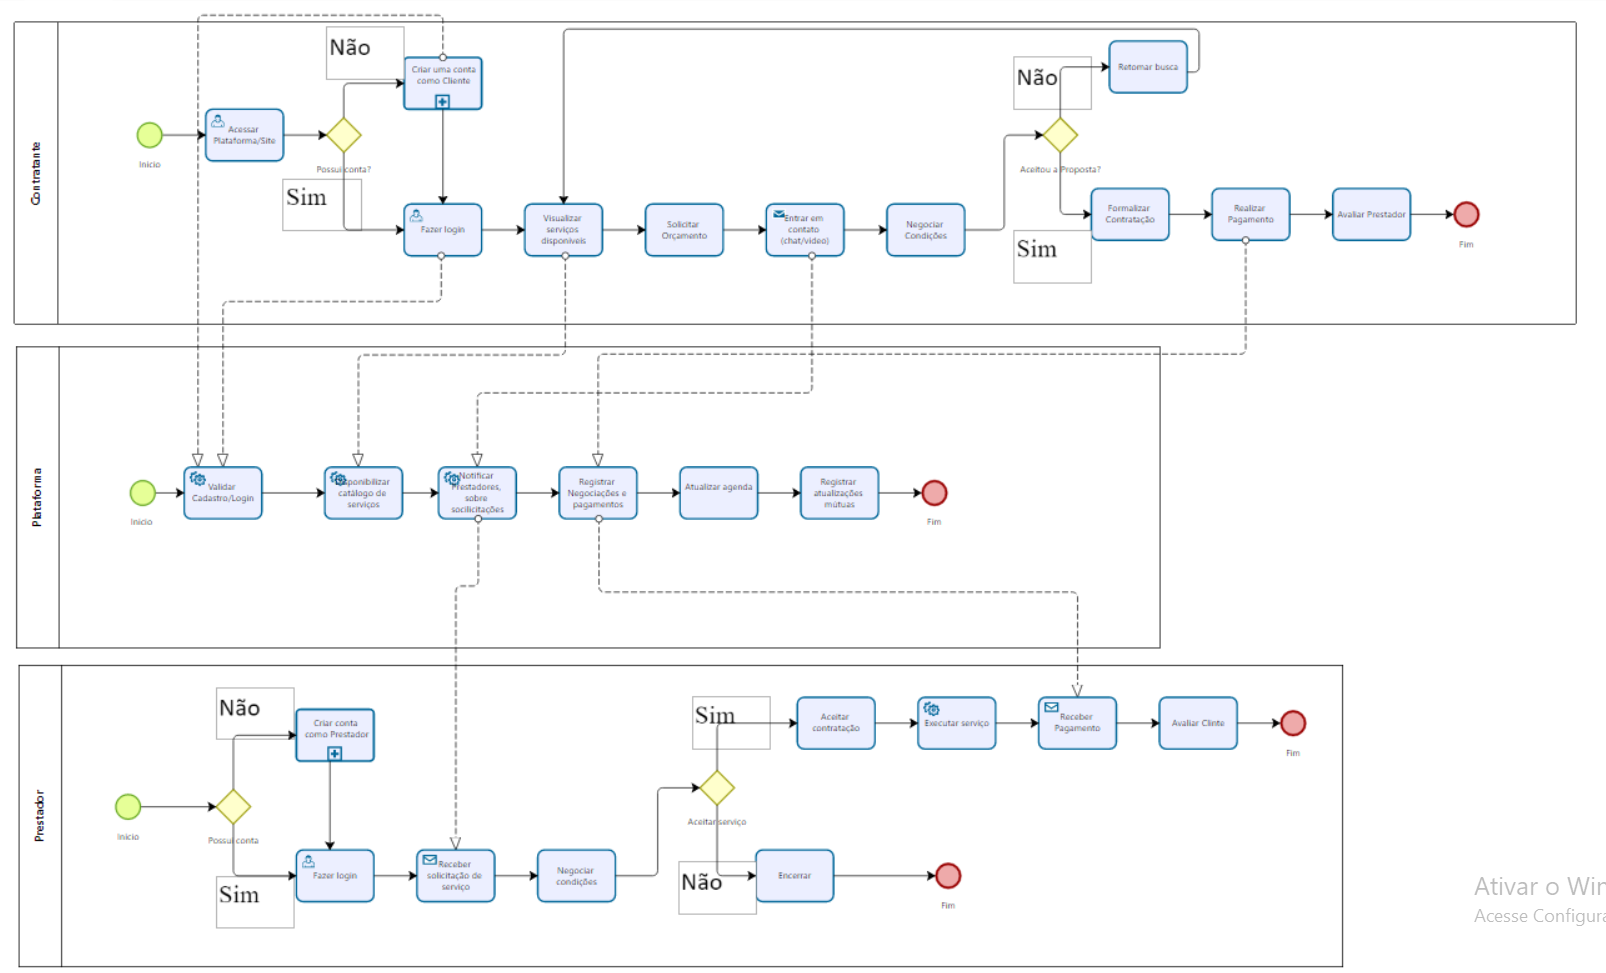 Contratante
Início
Acessar
Plataforma/Site
Possui conta?
Não
Sim
Criar uma conta
como Cliente
Fazer login
Visualizar
serviços
disponíveis
Solicitar
Orçamento
Entrar em
contato
(chat/vídeo)
Negociar
Condições
Aceitou a Proposta?
Não
Sim
Retomar busca
Formalizar
Contratação
Realizar
Pagamento
Avaliar Prestador
Fim
Plataforma
Início
Validar
Cadastro/Login
sponibilizar
catálogo de
serviços
Notificar
Prestadores,
sobre
socilicitações
Registrar
Negociações e
pagamentos
Atualizar agenda
Registrar
atualizações
mútuas
Fim
Prestador
Início
Possui conta
Não
Sim
Criar conta
como Prestador
Fazer login
Receber
solicitação de
serviço
Negociar
condições
Aceitar serviço
Sim
Não
Aceitar
contratação
Executar serviço
Receber
Pagamento
Avaliar Clinte
Fim
Encerrar
Fim
Ativar o Win
Acesse Configura